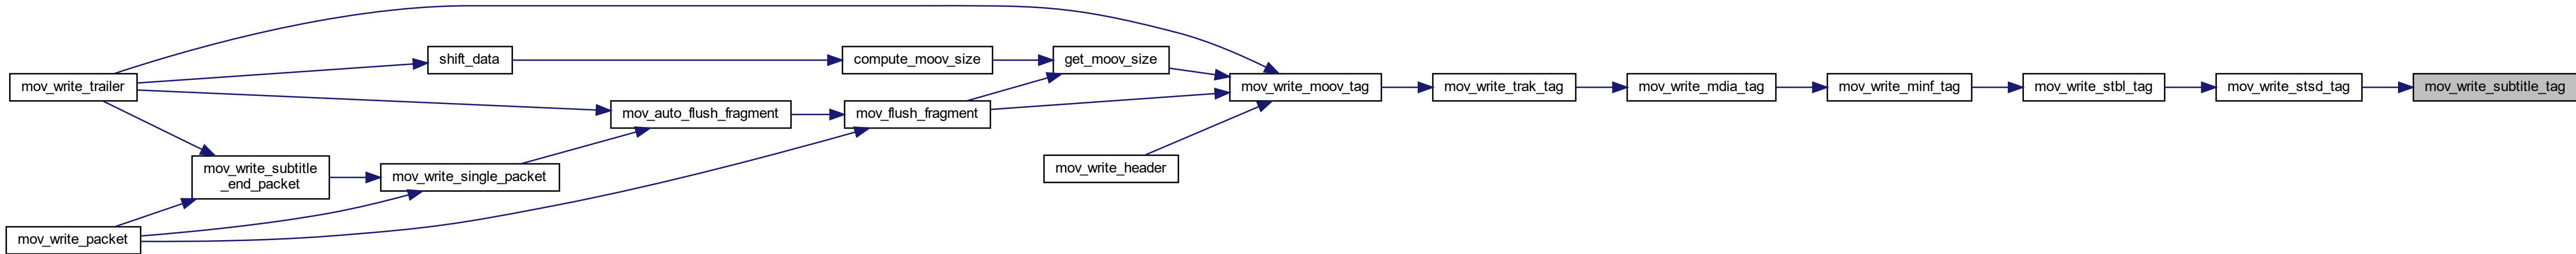 mov_write_trailer
shift_data
compute_moov_size
get_moov_size
mov_write_moov_tag
mov_write_trak_tag
mov_write_mdia_tag
mov_write_minf_tag
mov_write_stbl_tag
mov_write_stsd_tag
mov_write_subtitle_tag
mov_auto_flush_fragment
mov_flush_fragment
mov_write_subtitle
_end_packet
mov_write_single_packet
mov_write_header
mov_write_packet